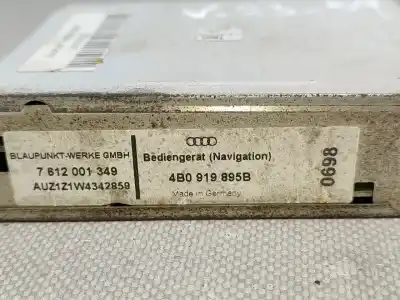 BLAUPUNKT-WERKE GMBH
7 612 001 349
AUZ1Z1W4342859
Bediengerät (Navigation)
4B0 919 895B
Made in Germany
0698